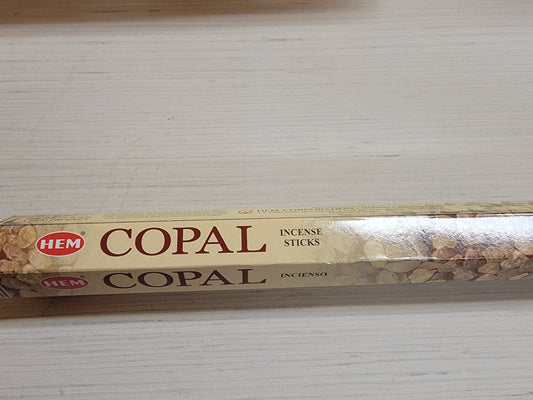 HEM COPAL INCENSE
STICKS
HEM COPAL INCIENSO